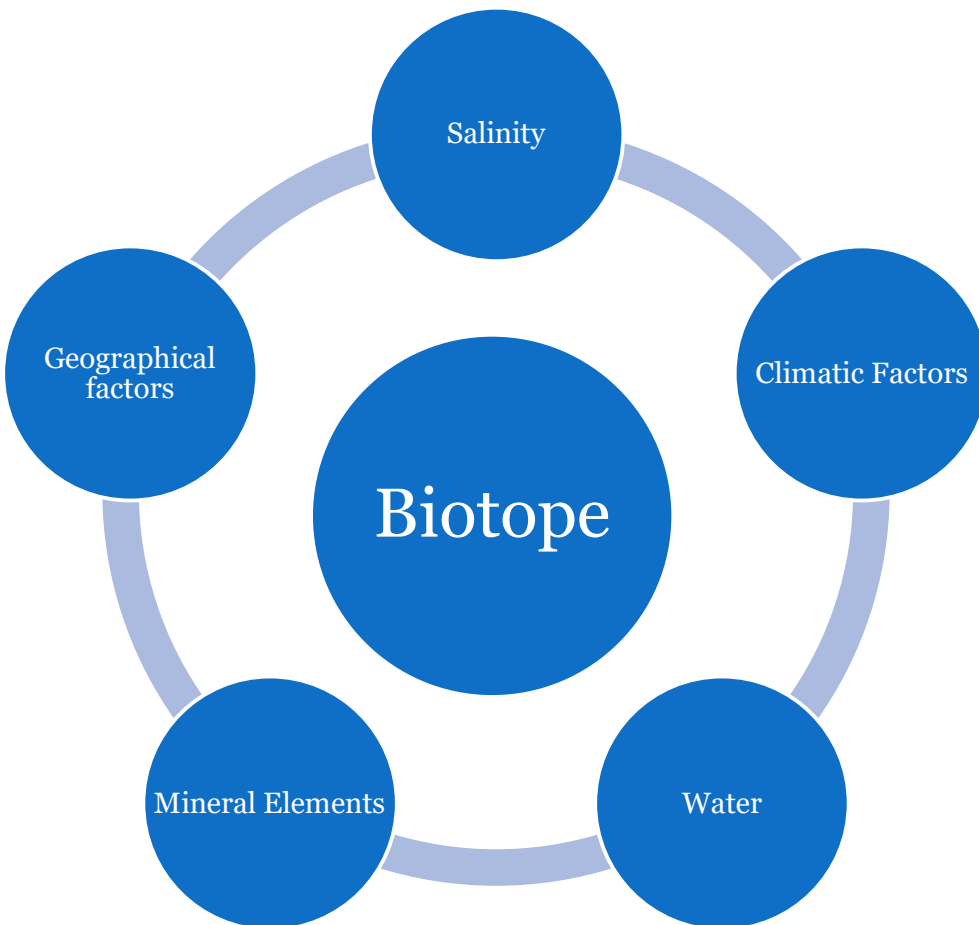 Salinity
Geographical
factors
Climatic Factors
Biotope
Mineral Elements
Water